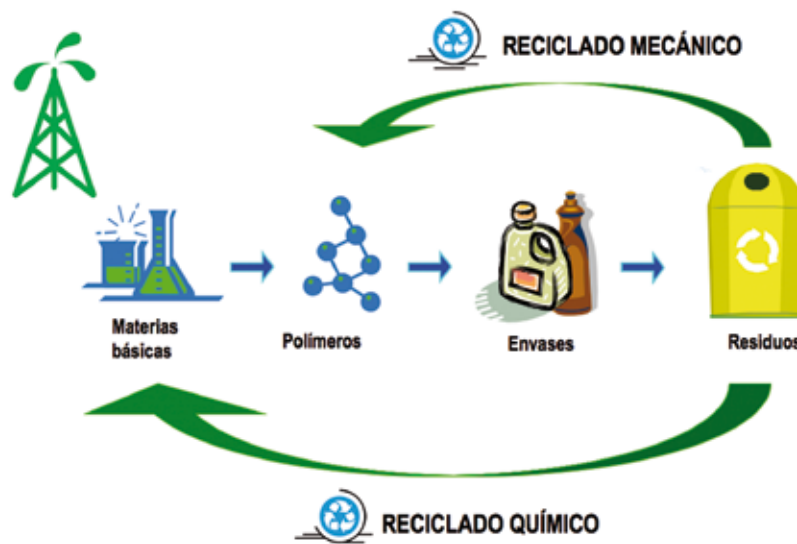 RECICLADO MECÁNICO
Materias
básicas
Polímeros
Envases
Residuos
RECICLADO QUÍMICO